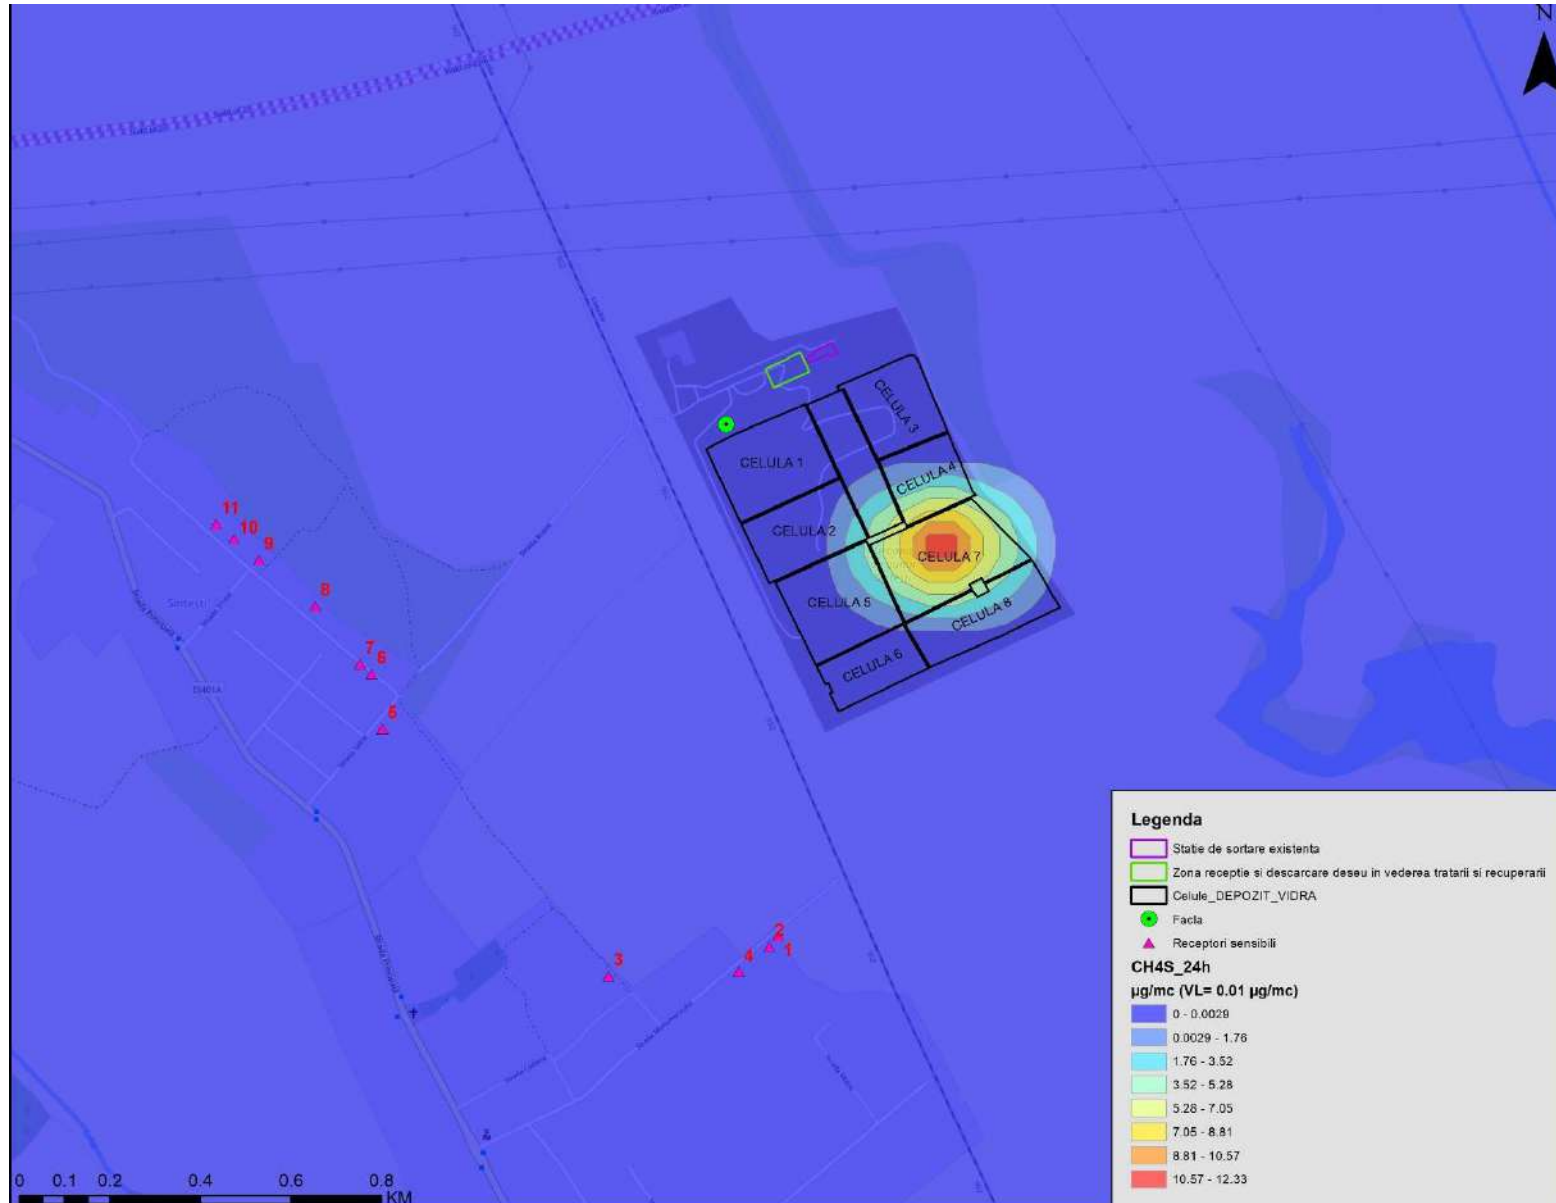 N
CELULA 3
CELULA 1
CELULA 4
CELULA 2
CELULA 7
CELULA 5
CELULA 8
CELULA 6
11
10
9
8
7
6
5
Sintesti
2
1
3
4
Legenda
Statie de sortare existenta
Zona receptie si descarcare deseu in vederea tratarii si recuperarii
Celule_DEPOZIT_VIDRA
Facla
Receptori sensibili
CH4S_24h
µg/mc (VL= 0.01 µg/mc)
0 - 0.0029
0.0029 - 1.76
1.76 - 3.52
3.52 - 5.28
5.28 - 7.05
7.05 - 8.81
8.81 - 10.57
10.57 - 12.33
0 0.1 0.2 0.4 0.6 0.8
KM